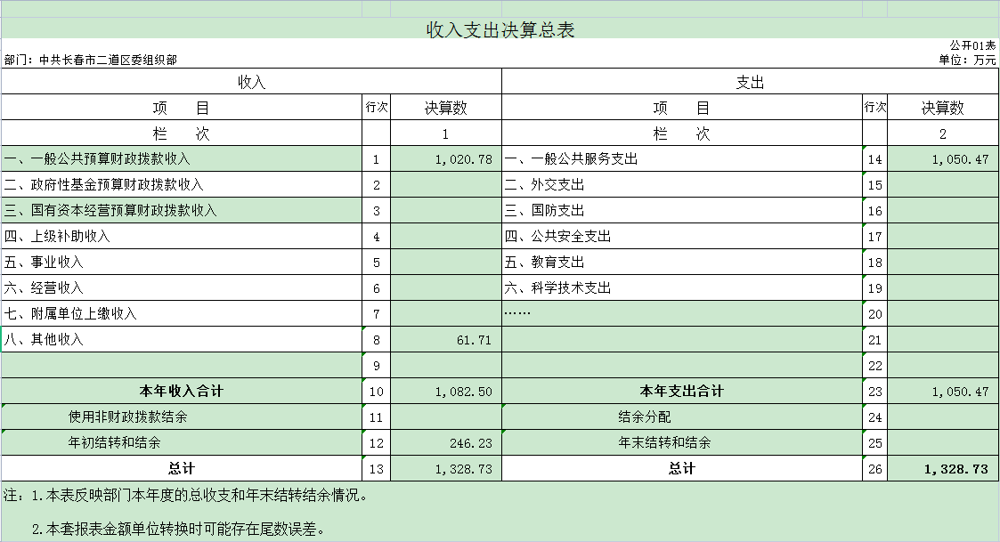 收入支出决算总表
公开01表
部门：中共长春市二道区委组织部 单位：万元
收入 支出
项 目 行次 决算数 项 目 行次 决算数
栏 次 1 栏 次 2
一、一般公共预算财政拨款收入 1 1,020.78 一、一般公共服务支出 14 1,050.47
二、政府性基金预算财政拨款收入 2 二、外交支出 15
三、国有资本经营预算财政拨款收入 3 三、国防支出 16
四、上级补助收入 4 四、公共安全支出 17
五、事业收入 5 五、教育支出 18
六、经营收入 6 六、科学技术支出 19
七、附属单位上缴收入 7 …… 20
八、其他收入 8 61.71 21
9 22
本年收入合计 10 1,082.50 本年支出合计 23 1,050.47
使用非财政拨款结余 11 结余分配 24
年初结转和结余 12 246.23 年末结转和结余 25
总计 13 1,328.73 总计 26 1,328.73
注：1.本表反映部门本年度的总收支和年末结转结余情况。
2.本套报表金额单位转换时可能存在尾数误差。